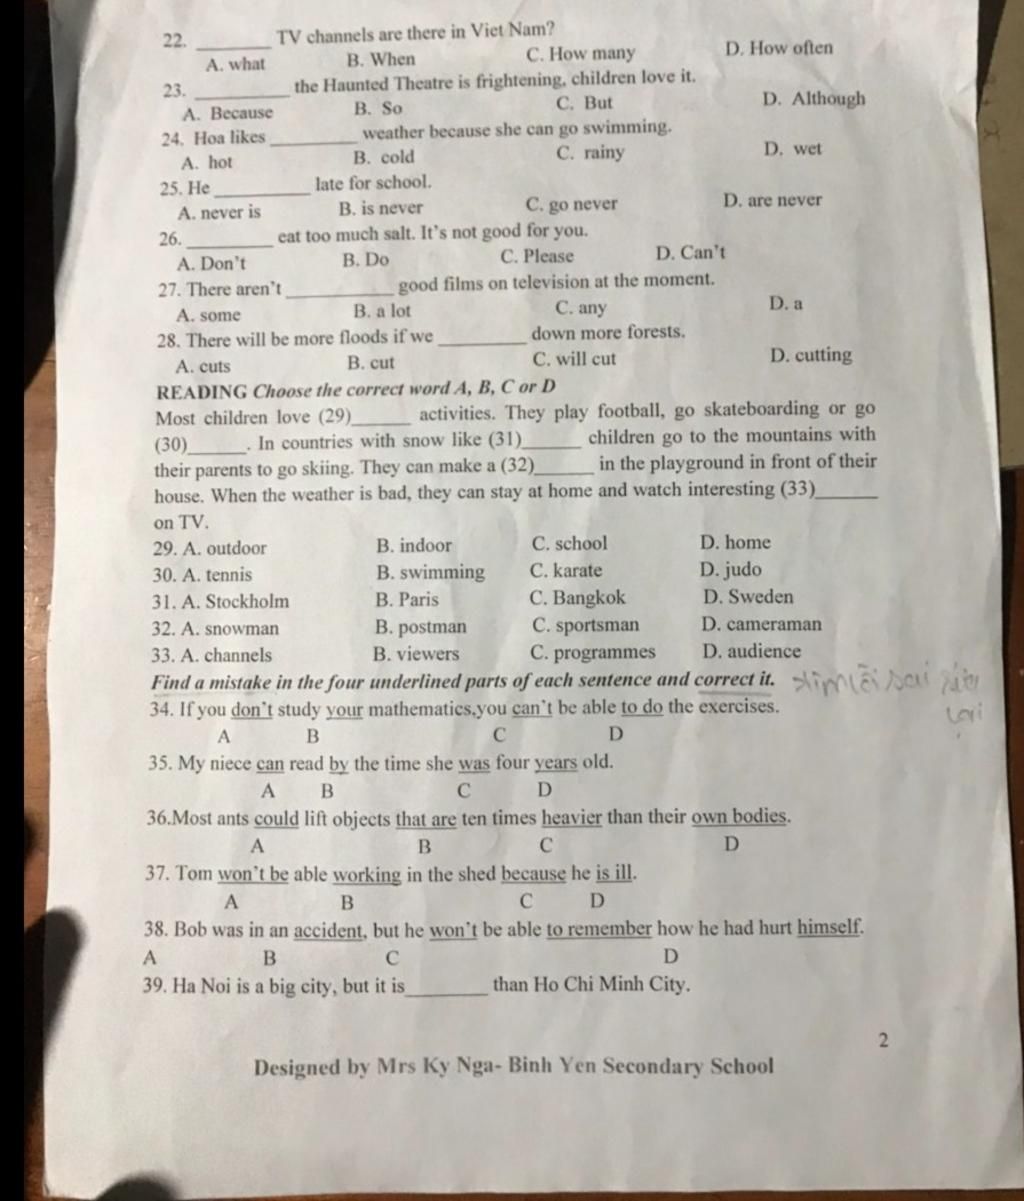 22. ________ TV channels are there in Viet Nam?
A. what B. When C. How many D. How often
23. __________ the Haunted Theatre is frightening, children love it.
A. Because B. So C. But D. Although
24. Hoa likes _________ weather because she can go swimming.
A. hot B. cold C. rainy D. wet
25. He __________ late for school.
A. never is B. is never C. go never D. are never
26. _________ eat too much salt. It's not good for you.
A. Don't B. Do C. Please D. Can't
27. There aren't ___________ good films on television at the moment.
A. some B. a lot C. any D. a
28. There will be more floods if we _________ down more forests.
A. cuts B. cut C. will cut D. cutting
READING Choose the correct word A, B, C or D
Most children love (29)______ activities. They play football, go skateboarding or go
(30)______. In countries with snow like (31)______ children go to the mountains with
their parents to go skiing. They can make a (32)______ in the playground in front of their
house. When the weather is bad, they can stay at home and watch interesting (33)______
on TV.
29. A. outdoor B. indoor C. school D. home
30. A. tennis B. swimming C. karate D. judo
31. A. Stockholm B. Paris C. Bangkok D. Sweden
32. A. snowman B. postman C. sportsman D. cameraman
33. A. channels B. viewers C. programmes D. audience
Find a mistake in the four underlined parts of each sentence and correct it. tìm lỗi sai sửa
lại
34. If you don't study your mathematics,you can't be able to do the exercises.
A B C D
35. My niece can read by the time she was four years old.
A B C D
36.Most ants could lift objects that are ten times heavier than their own bodies.
A B C D
37. Tom won't be able working in the shed because he is ill.
A B C D
38. Bob was in an accident, but he won't be able to remember how he had hurt himself.
A B C D
39. Ha Noi is a big city, but it is________ than Ho Chi Minh City.
2
Designed by Mrs Ky Nga- Binh Yen Secondary School